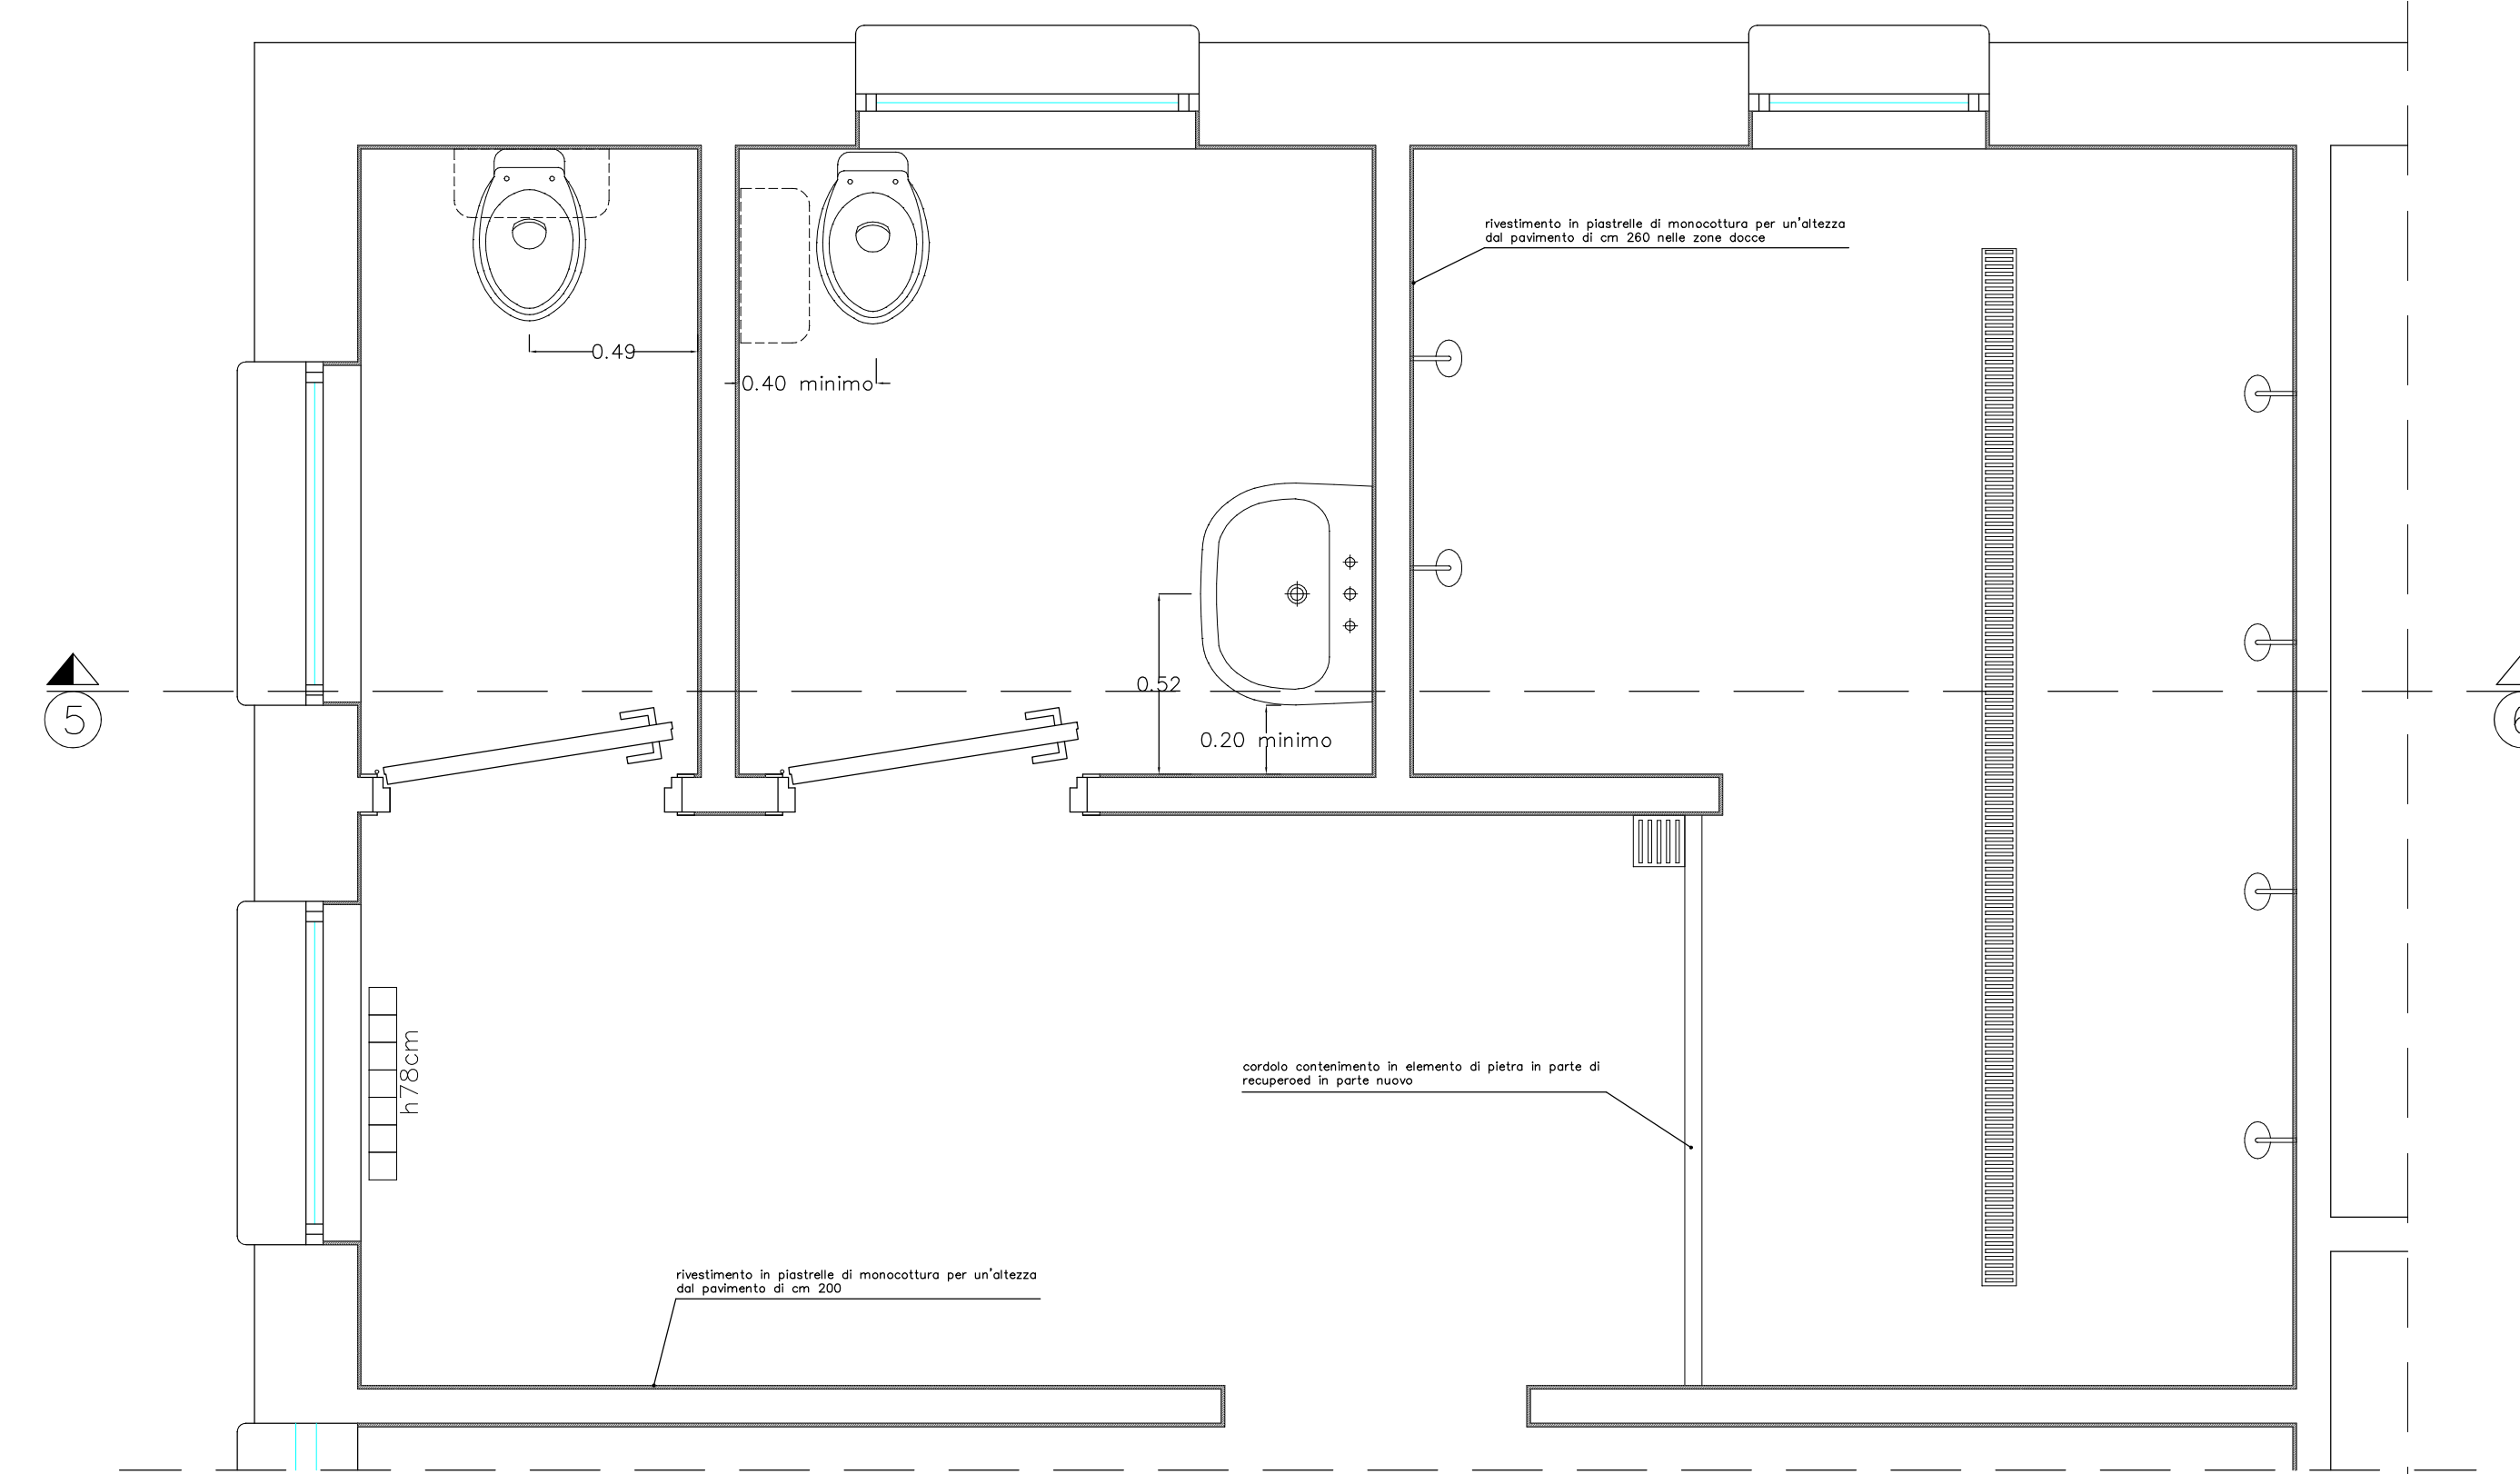 rivestimento in piastrelle di monocottura per un'altezza
dal pavimento di cm 260 nelle zone docce
0.49
0.40 minimo
0.52
0.20 minimo
5
6
h78cm
cordolo contenimento in elemento di pietra in parte di
recuperoed in parte nuovo
rivestimento in piastrelle di monocottura per un'altezza
dal pavimento di cm 200